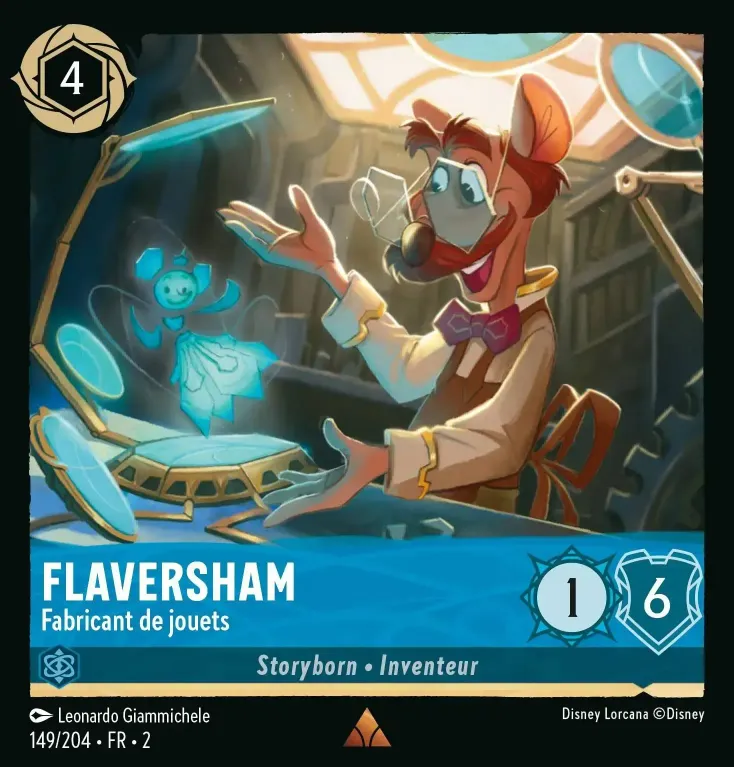 4
FLAVERSHAM
Fabricant de jouets
1
6
Storyborn • Inventeur
Leonardo Giammichele
Disney Lorcana ©Disney
149/204 • FR • 2